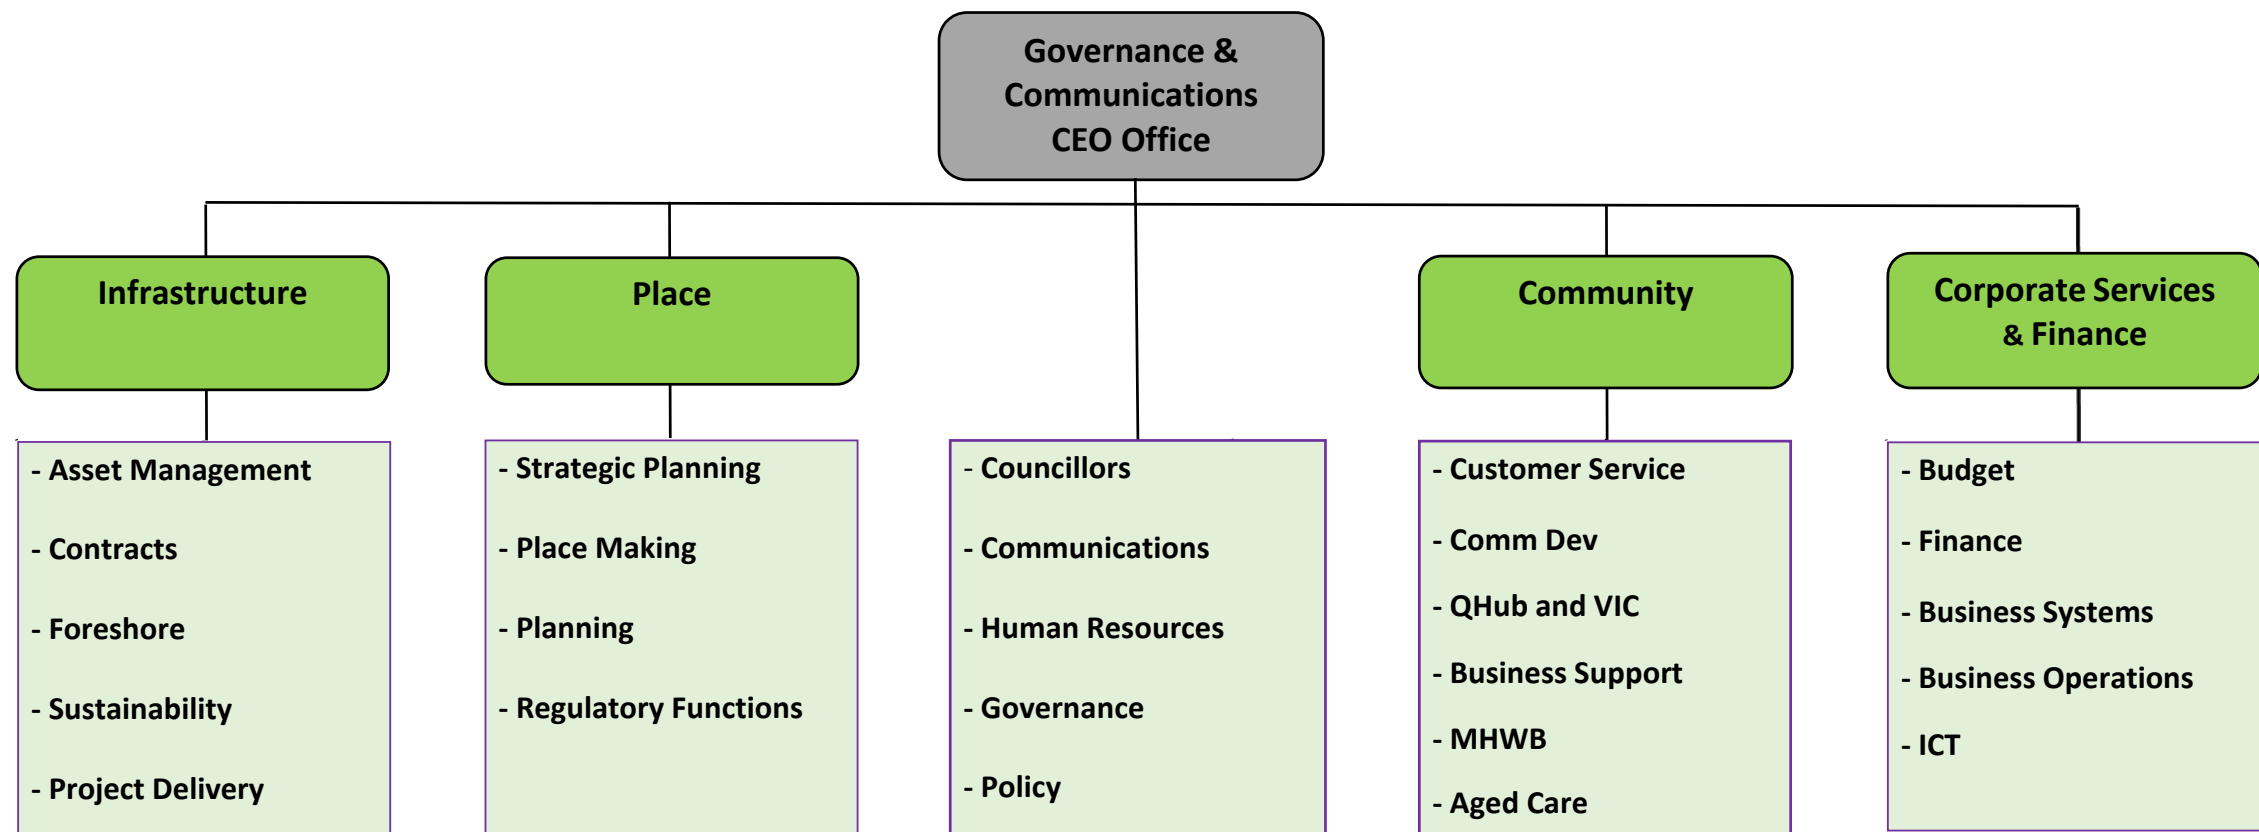 Governance &
Communications
CEO Office
Infrastructure
Place
Community
Corporate Services
& Finance
- Asset Management
- Contracts
- Foreshore
- Sustainability
- Project Delivery
- Strategic Planning
- Place Making
- Planning
- Regulatory Functions
- Councillors
- Communications
- Human Resources
- Governance
- Policy
- Customer Service
- Comm Dev
- QHub and VIC
- Business Support
- MHWB
- Aged Care
- Budget
- Finance
- Business Systems
- Business Operations
- ICT